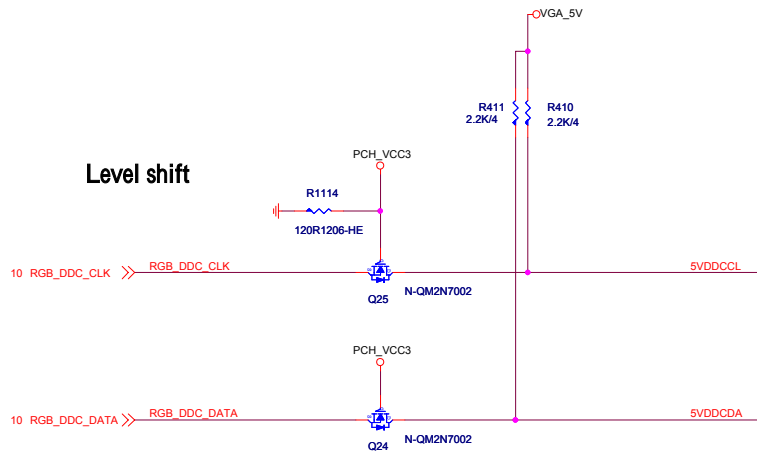 VGA_5V
R411
2.2K/4
R410
2.2K/4
PCH_VCC3
Level shift
R1114
120R1206-HE
10 RGB_DDC_CLK
RGB_DDC_CLK
5VDDCCL
Q25
N-QM2N7002
PCH_VCC3
10 RGB_DDC_DATA
RGB_DDC_DATA
5VDDCDA
Q24
N-QM2N7002